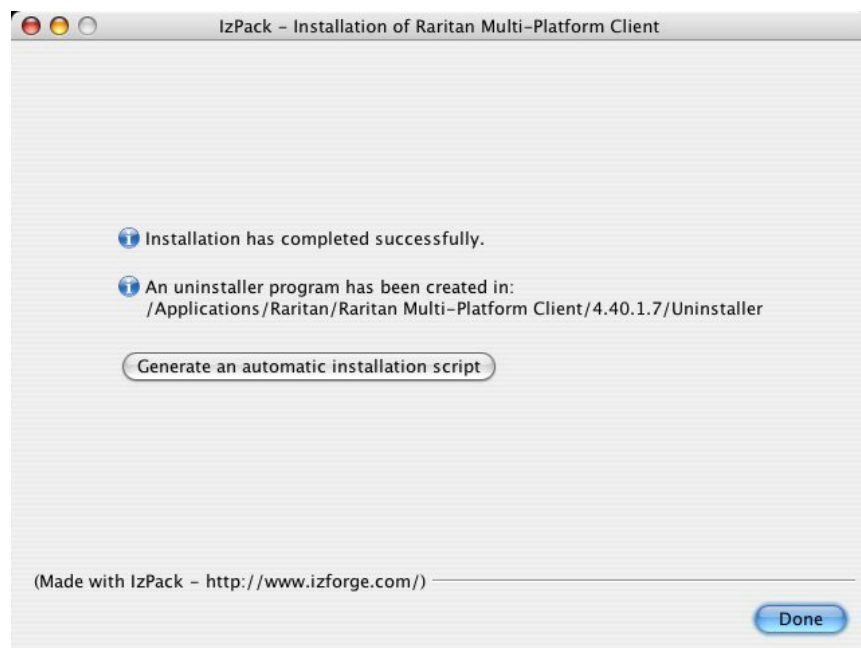 IzPack – Installation of Raritan Multi–Platform Client
Installation has completed successfully.
An uninstaller program has been created in:
/Applications/Raritan/Raritan Multi–Platform Client/4.40.1.7/Uninstaller
Generate an automatic installation script
(Made with IzPack – http://www.izforge.com/)
Done